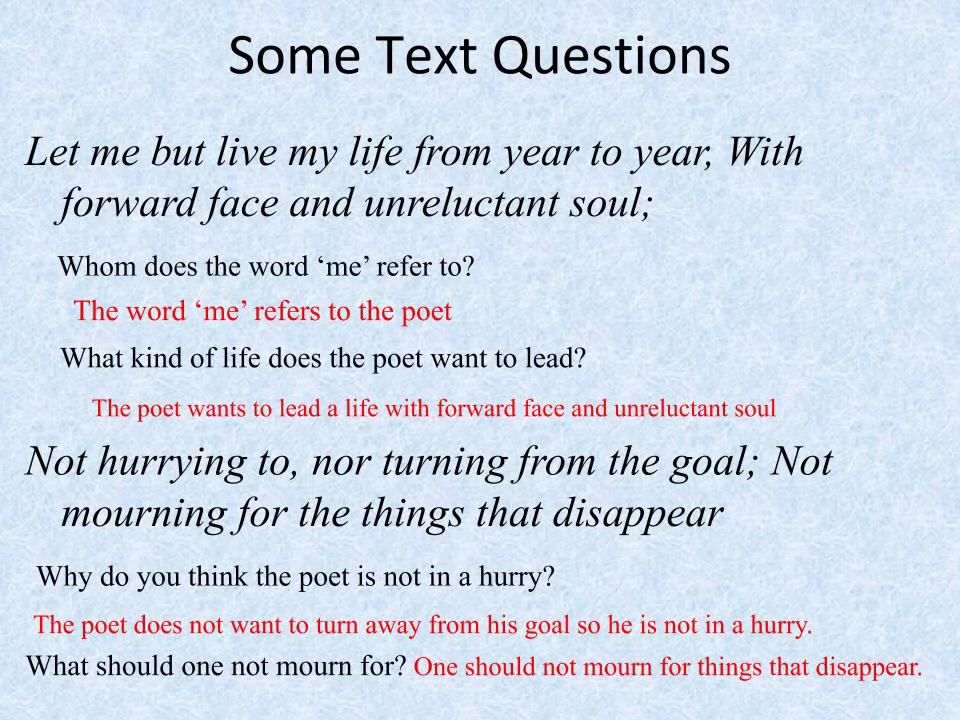 Some Text Questions
Let me but live my life from year to year, With
forward face and unreluctant soul;
Whom does the word ‘me’ refer to?
The word ‘me’ refers to the poet
What kind of life does the poet want to lead?
The poet wants to lead a life with forward face and unreluctant soul
Not hurrying to, nor turning from the goal; Not
mourning for the things that disappear
Why do you think the poet is not in a hurry?
The poet does not want to turn away from his goal so he is not in a hurry.
What should one not mourn for? One should not mourn for things that disappear.